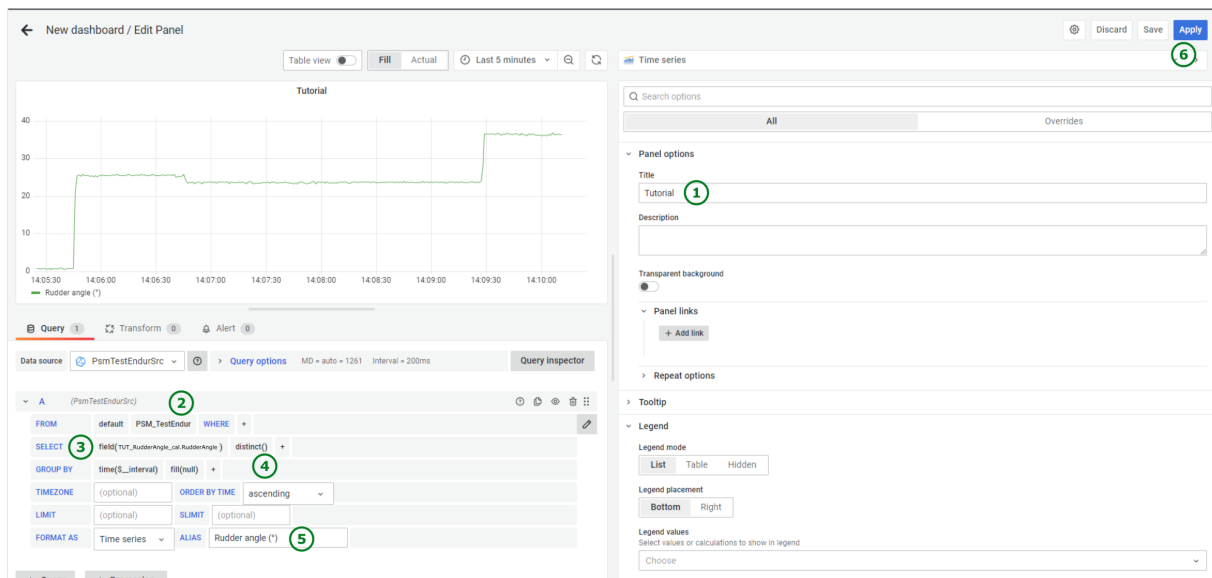 New dashboard / Edit Panel
Discard Save Apply
Table view Fill Actual Last 5 minutes
Time series
6
Tutorial
Search options
All Overrides
40
30
20
10
0
14:05:30 14:06:00 14:06:30 14:07:00 14:07:30 14:08:00 14:08:30 14:09:00 14:09:30 14:10:00
Rudder angle (°)
Panel options
Title
Tutorial 1
Description
Transparent background
Panel links
+ Add link
Repeat options
Tooltip
Legend
Legend mode
List Table Hidden
Legend placement
Bottom Right
Legend values
Select values or calculations to show in legend
Choose
Query 1 Transform 0 Alert 0
Data source PsmTestEndurSrc > Query options MD = auto = 1261 Interval = 200ms Query inspector
A (PsmTestEndurSrc) 2
FROM default PSM_TestEndur WHERE +
SELECT 3 field(TUT_RudderAngle_cal.RudderAngle) distinct() +
GROUP BY time($__interval) fill(null) + 4
TIMEZONE (optional) ORDER BY TIME ascending
LIMIT (optional) SLIMIT (optional)
FORMAT AS Time series ALIAS Rudder angle (°) 5